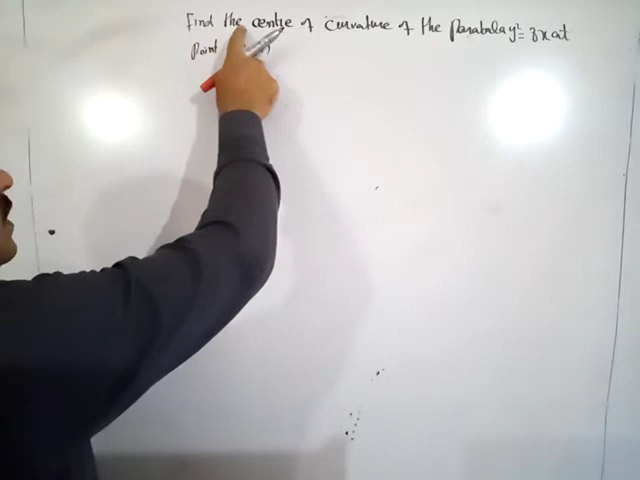 Find the centre of curvature of the Parabola y² = 8x at
Point